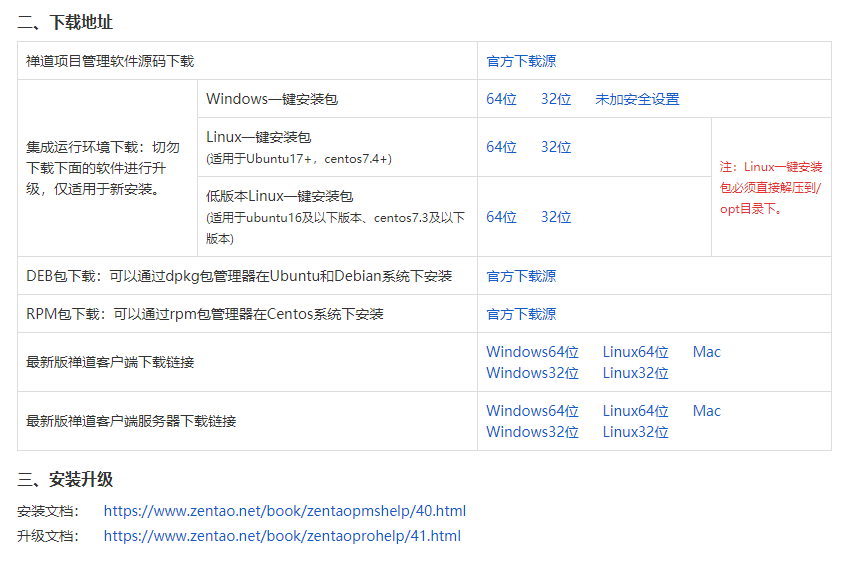 二、下载地址
禅道项目管理软件源码下载
官方下载源
集成运行环境下载：切勿
下载下面的软件进行升
级，仅适用于新安装。
Windows一键安装包
64位 32位 未加安全设置
Linux一键安装包
(适用于Ubuntu17+，centos7.4+)
64位 32位
注：Linux一键安装
包必须直接解压到/
opt目录下。
低版本Linux一键安装包
(适用于ubuntu16及以下版本、centos7.3及以下
版本)
64位 32位
DEB包下载：可以通过dpkg包管理器在Ubuntu和Debian系统下安装
官方下载源
RPM包下载：可以通过rpm包管理器在Centos系统下安装
官方下载源
最新版禅道客户端下载链接
Windows64位 Linux64位 Mac
Windows32位 Linux32位
最新版禅道客户端服务器下载链接
Windows64位 Linux64位 Mac
Windows32位 Linux32位
三、安装升级
安装文档： https://www.zentao.net/book/zentaopmshelp/40.html
升级文档： https://www.zentao.net/book/zentaoprohelp/41.html